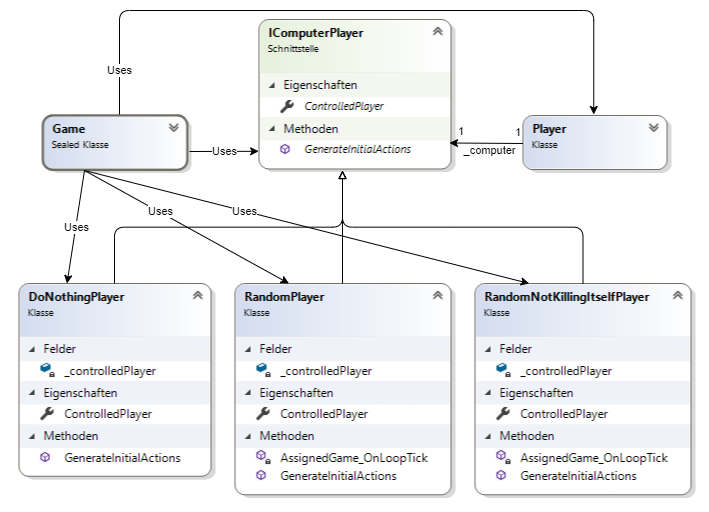 IComputerPlayer
Schnittstelle
Eigenschaften
ControlledPlayer
Methoden
GenerateInitialActions
Uses
Game
Sealed Klasse
Uses
1
1
_computer
Player
Klasse
Uses
Uses
Uses
DoNothingPlayer
Klasse
Felder
_controlledPlayer
Eigenschaften
ControlledPlayer
Methoden
GenerateInitialActions
RandomPlayer
Klasse
Felder
_controlledPlayer
Eigenschaften
ControlledPlayer
Methoden
AssignedGame_OnLoopTick
GenerateInitialActions
RandomNotKillingItselfPlayer
Klasse
Felder
_controlledPlayer
Eigenschaften
ControlledPlayer
Methoden
AssignedGame_OnLoopTick
GenerateInitialActions